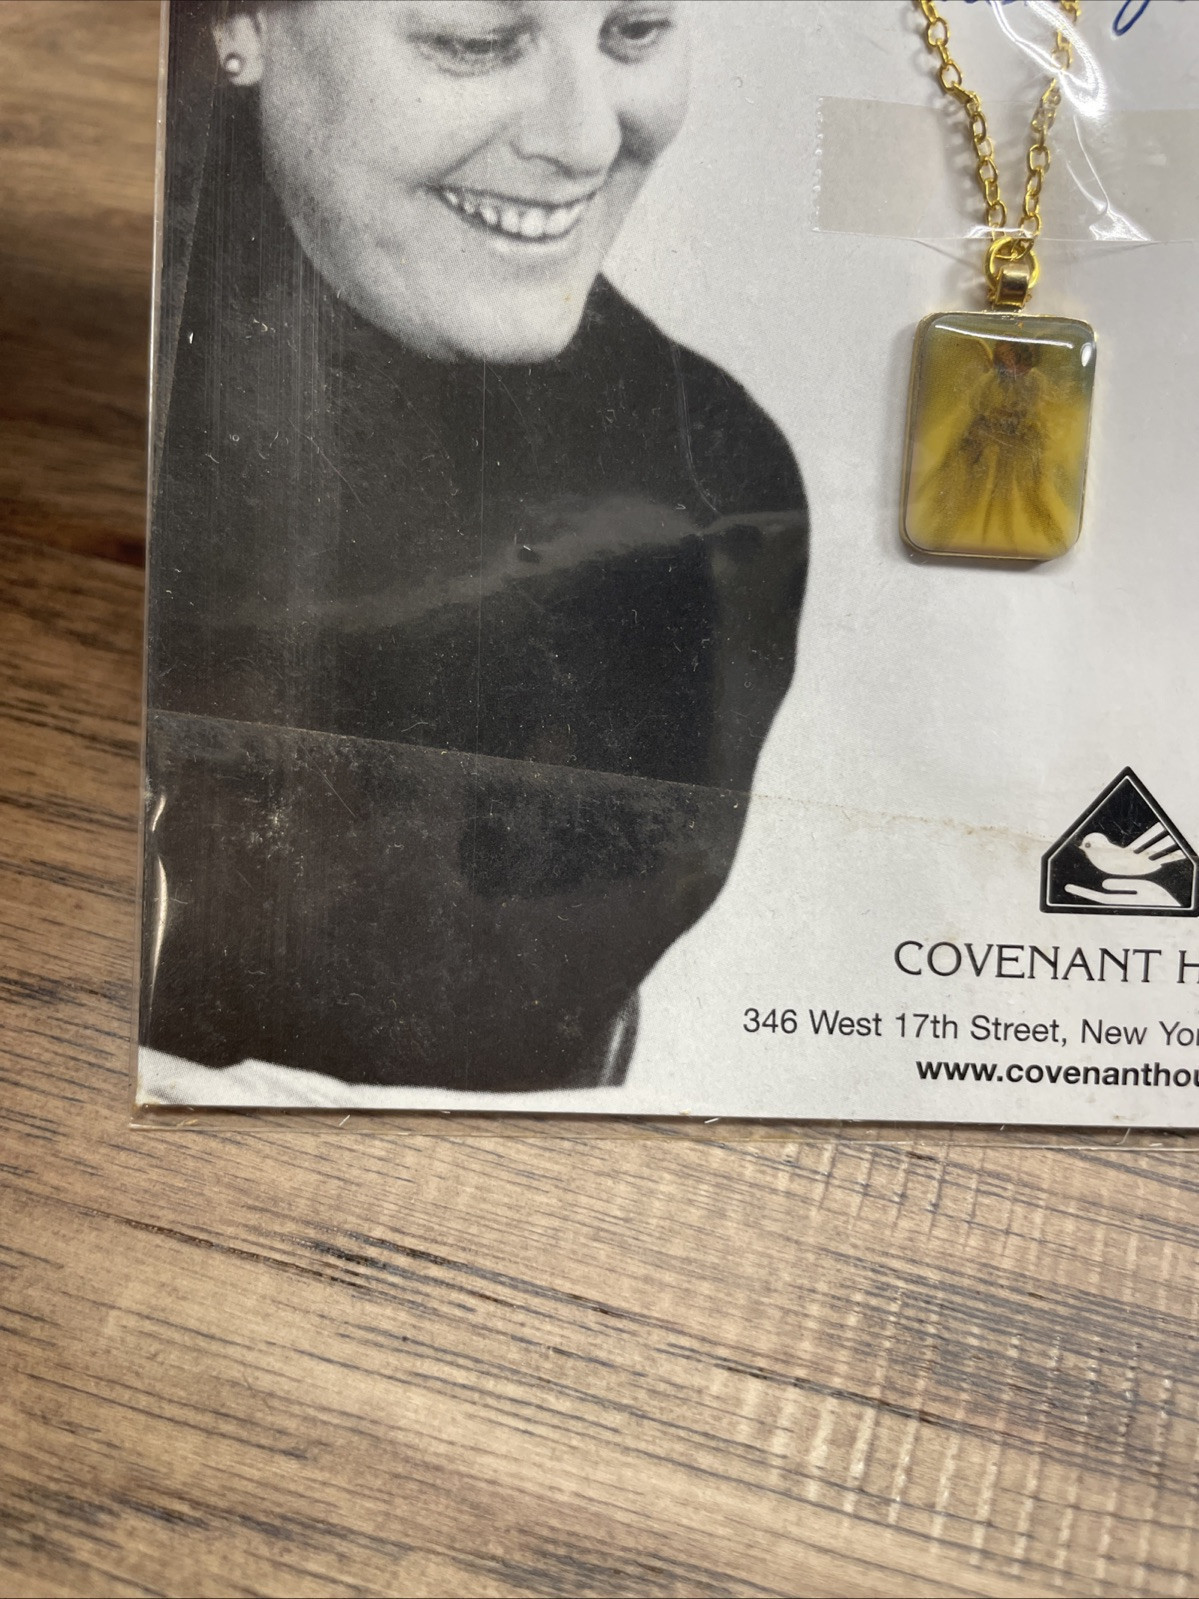 COVENANT H
346 West 17th Street, New Yor
www.covenanthou